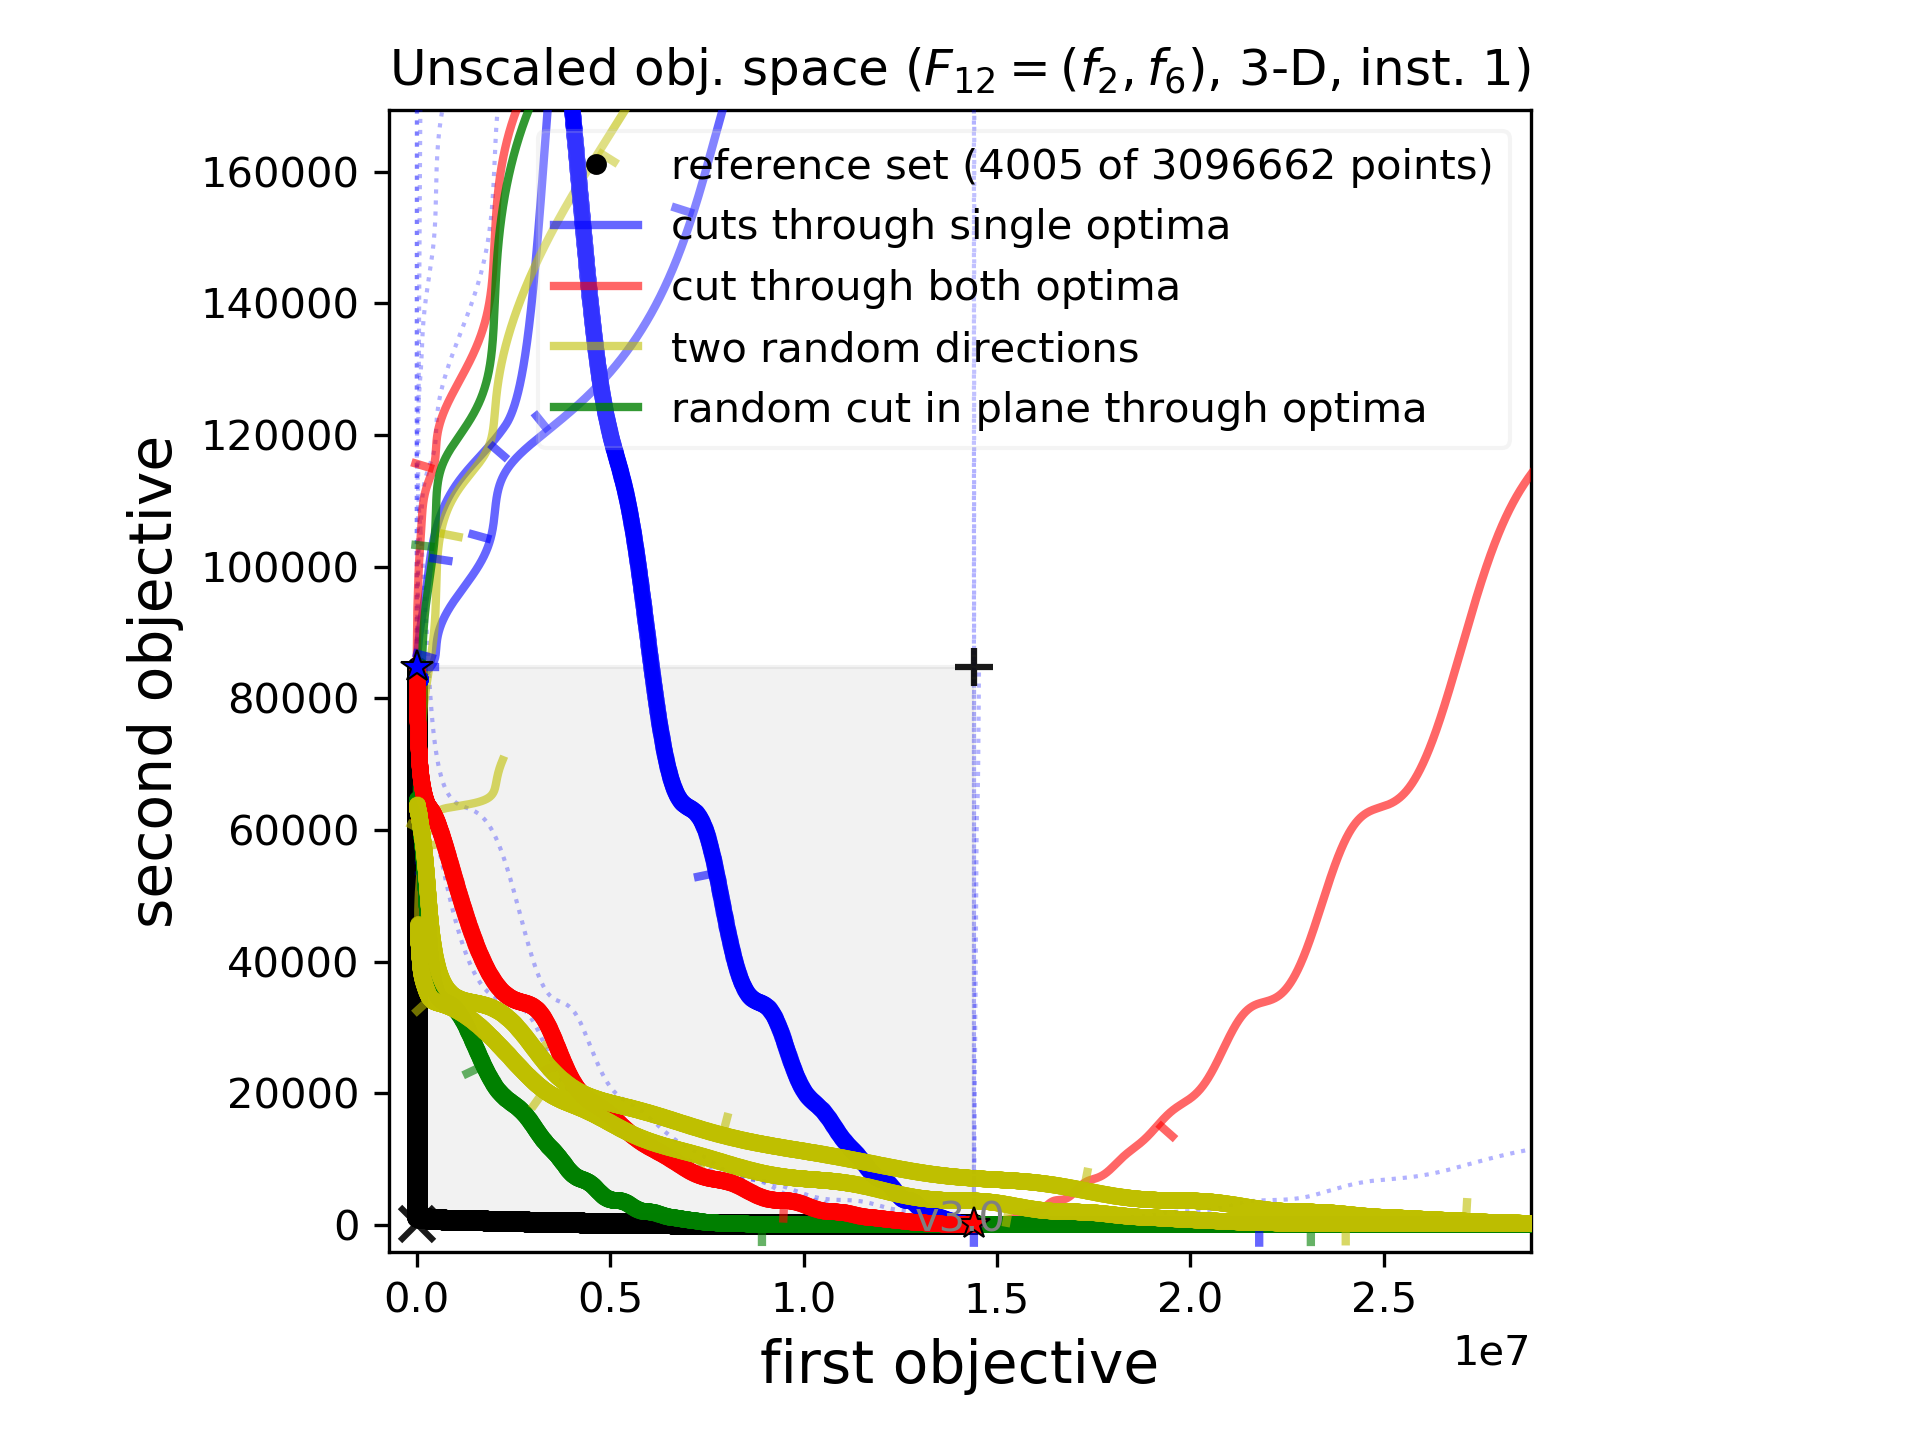 Unscaled obj. space (F₁₂ = (f₂, f₆), 3-D, inst. 1)
reference set (4005 of 3096662 points)
cuts through single optima
cut through both optima
two random directions
random cut in plane through optima
160000
140000
120000
100000
80000
60000
40000
20000
0
second objective
v3.0
0.0 0.5 1.0 1.5 2.0 2.5
1e7
first objective